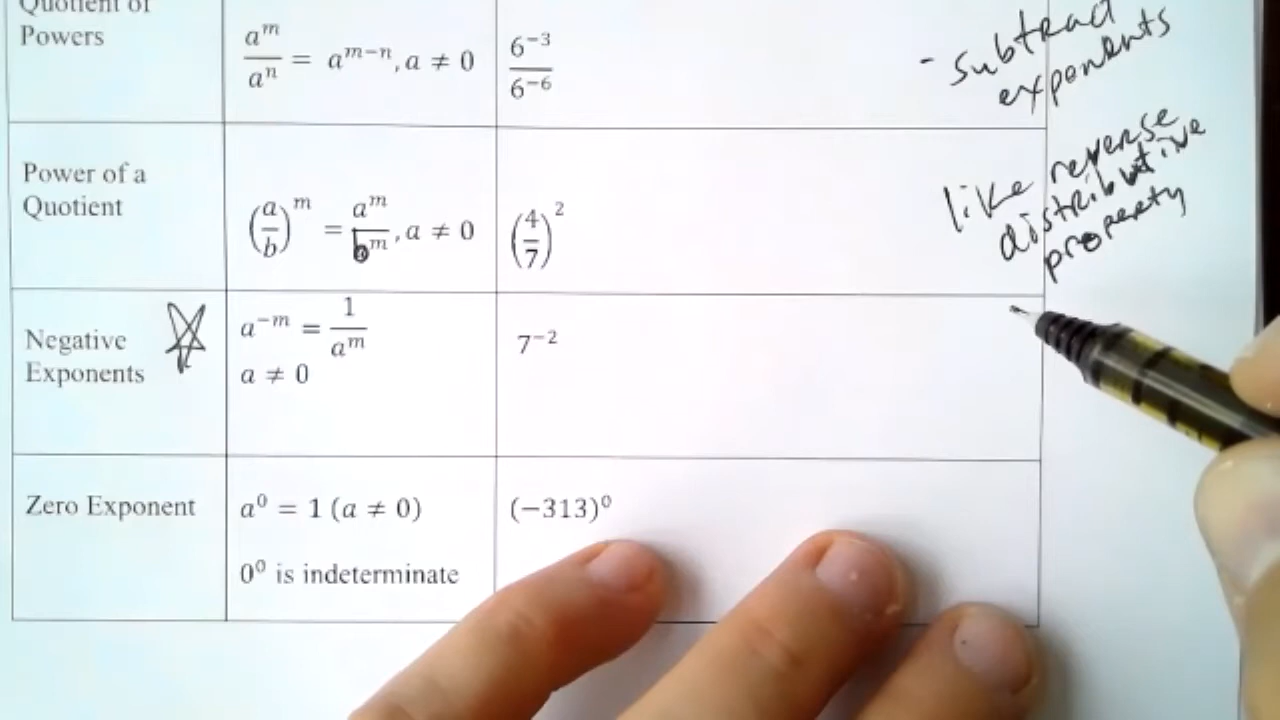 Quotient of
Powers
a^m / a^n = a^{m−n}, a ≠ 0
6^{−3} / 6^{−6}
- subtract
exponents
Power of a
Quotient
(a/b)^m = a^m / b^m, a ≠ 0
(4/7)^2
like reverse
distributive
property
Negative
Exponents
a^{−m} = 1 / a^m
a ≠ 0
7^{−2}
Zero Exponent
a^0 = 1 (a ≠ 0)
(−313)^0
0^0 is indeterminate